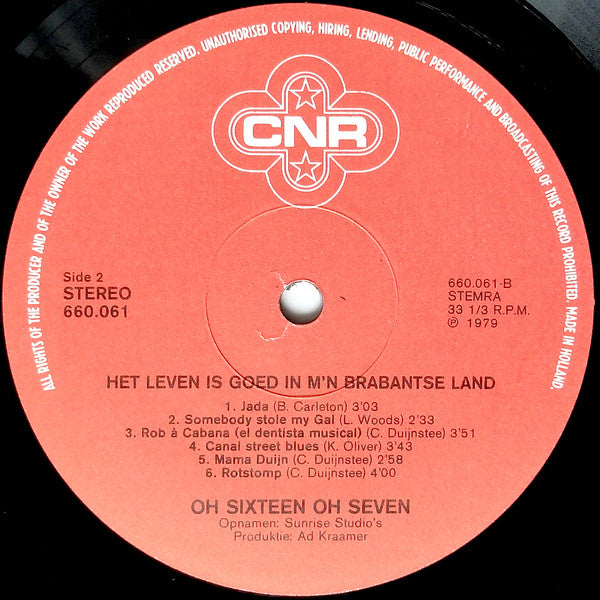 ALL RIGHTS OF THE PRODUCER AND OF THE OWNER OF THE WORK REPRODUCED RESERVED. UNAUTHORISED COPYING, HIRING, LENDING, PUBLIC PERFORMANCE AND BROADCASTING OF THIS RECORD PROHIBITED. MADE IN HOLLAND.
CNR
Side 2
STEREO
660.061
660.061-B
STEMRA
33 1/3 R.P.M.
℗ 1979
HET LEVEN IS GOED IN M'N BRABANTSE LAND
1. Jada (B. Carleton) 3'03
2. Somebody stole my Gal (L. Woods) 2'33
3. Rob à Cabana (el dentista musical) (C. Duijnstee) 3'51
4. Canal street blues (K. Oliver) 3'43
5. Mama Duijn (C. Duijnstee) 2'58
6. Rotstomp (C. Duijnstee) 4'00
OH SIXTEEN OH SEVEN
Opnamen: Sunrise Studio's
Produktie: Ad Kraamer